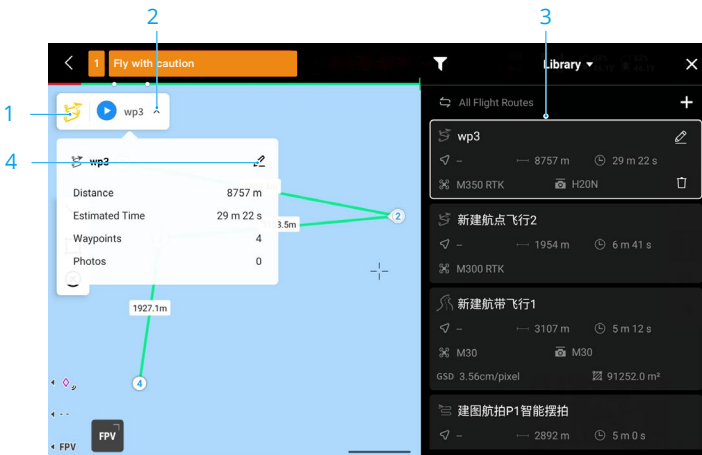 2
3
1 Fly with caution
Library
1
wp3
All Flight Routes
wp3
– 8757 m 29 m 22 s
M350 RTK H20N
4
wp3
Distance 8757 m
Estimated Time 29 m 22 s
Waypoints 4
Photos 0
2
3.5m
新建航点飞行2
– 1954 m 6 m 41 s
M300 RTK
1927.1m
新建航带飞行1
– 3107 m 5 m 12 s
M30 M30
GSD 3.56cm/pixel 91252.0 m²
4
建图航拍P1智能摆拍
– 2892 m 5 m 0 s
--
FPV
FPV